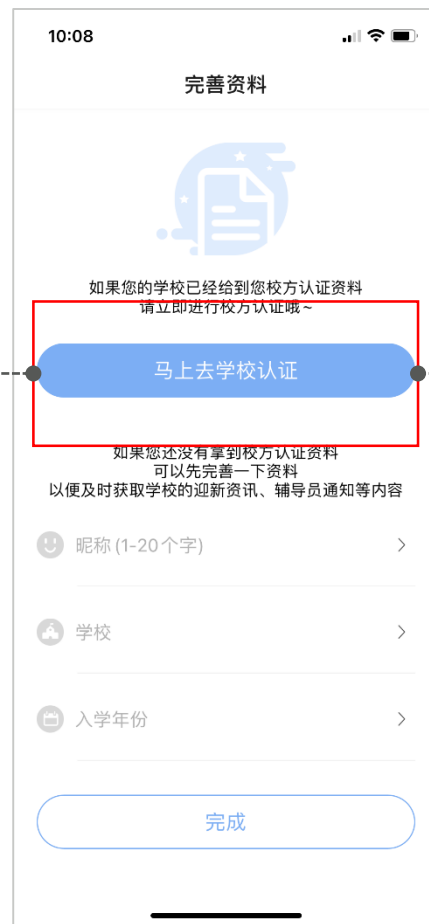 10:08
完善资料
如果您的学校已经给到您校方认证资料
请立即进行校方认证哦~
马上去学校认证
如果您还没有拿到校方认证资料
可以先完善一下资料
以便及时获取学校的迎新资讯、辅导员通知等内容
昵称 (1-20个字)
学校
入学年份
完成